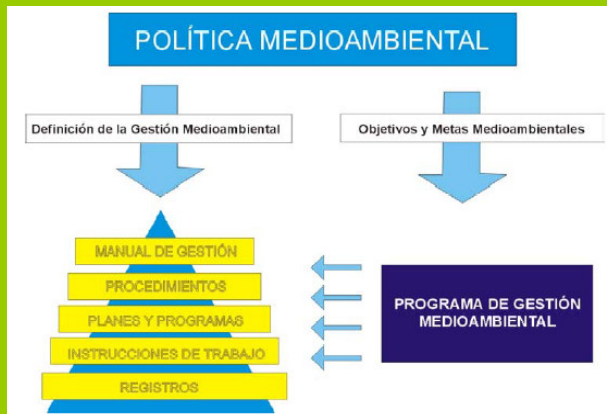 POLÍTICA MEDIOAMBIENTAL
Definición de la Gestión Medioambiental
Objetivos y Metas Medioambientales
MANUAL DE GESTIÓN
PROCEDIMIENTOS
PLANES Y PROGRAMAS
INSTRUCCIONES DE TRABAJO
REGISTROS
PROGRAMA DE GESTIÓN
MEDIOAMBIENTAL